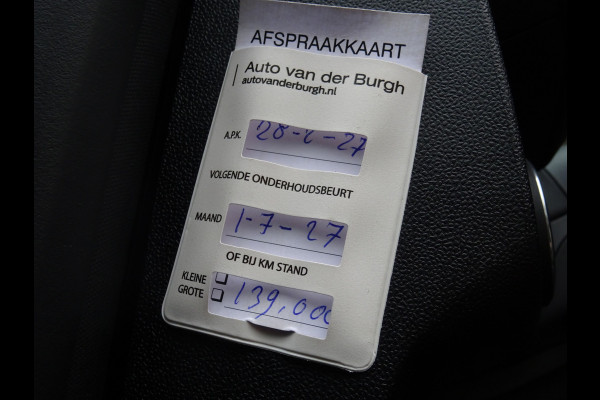 AFSPRAAKKAART
Auto van der Burgh
autovanderburgh.nl
A.P.K. 28-2-27
VOLGENDE ONDERHOUDSBEURT
MAAND 1-7-27
OF BIJ KM STAND
KLEINE
GROTE 139,000